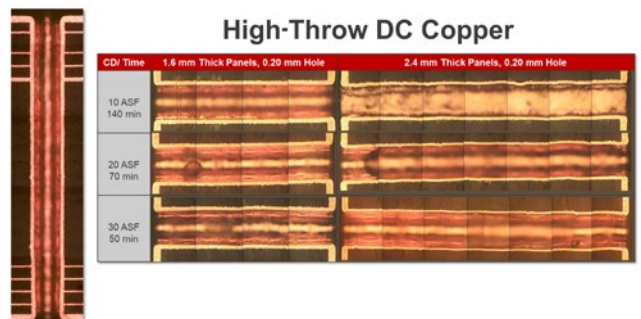 High-Throw DC Copper
CD/ Time 1.6 mm Thick Panels, 0.20 mm Hole 2.4 mm Thick Panels, 0.20 mm Hole
10 ASF
140 min
20 ASF
70 min
30 ASF
50 min